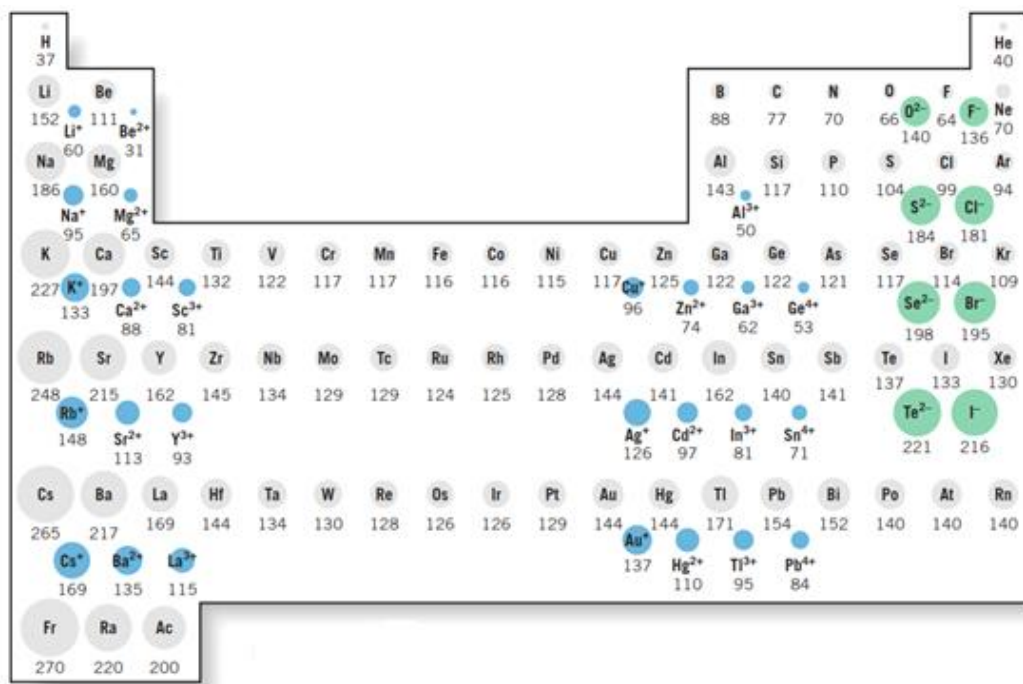 H He
37 40
Li Be B C N O F Ne
152 111 88 77 70 66 O²⁻ 64 F⁻ 70
Li⁺ Be²⁺ 140 136
60 31
Na Mg Al Si P S Cl Ar
186 160 143 117 110 104 99 94
Na⁺ Mg²⁺ Al³⁺ S²⁻ Cl⁻
95 65 50 184 181
K Ca Sc Ti V Cr Mn Fe Co Ni Cu Zn Ga Ge As Se Br Kr
227 197 144 132 122 117 117 116 116 115 117 125 122 122 121 117 114 109
K⁺ Ca²⁺ Sc³⁺ Cu⁺ Zn²⁺ Ga³⁺ Ge⁴⁺ Se²⁻ Br⁻
133 88 81 96 74 62 53 198 195
Rb Sr Y Zr Nb Mo Tc Ru Rh Pd Ag Cd In Sn Sb Te I Xe
248 215 162 145 134 129 129 124 125 128 144 141 162 140 141 137 133 130
Rb⁺ Sr²⁺ Y³⁺ Ag⁺ Cd²⁺ In³⁺ Sn⁴⁺ Te²⁻ I⁻
148 113 93 126 97 81 71 221 216
Cs Ba La Hf Ta W Re Os Ir Pt Au Hg Tl Pb Bi Po At Rn
265 217 169 144 134 130 128 126 126 129 144 144 171 154 152 140 140 140
Cs⁺ Ba²⁺ La³⁺ Au⁺ Hg²⁺ Tl³⁺ Pb⁴⁺
169 135 115 137 110 95 84
Fr Ra Ac
270 220 200